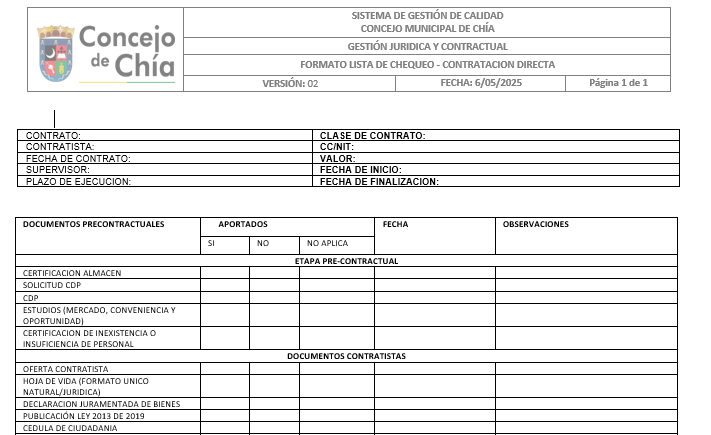 Concejo
de Chía
SISTEMA DE GESTIÓN DE CALIDAD
CONCEJO MUNICIPAL DE CHÍA
GESTIÓN JURIDICA Y CONTRACTUAL
FORMATO LISTA DE CHEQUEO - CONTRATACION DIRECTA
VERSIÓN: 02 FECHA: 6/05/2025 Página 1 de 1
CONTRATO: CLASE DE CONTRATO:
CONTRATISTA: CC/NIT:
FECHA DE CONTRATO: VALOR:
SUPERVISOR: FECHA DE INICIO:
PLAZO DE EJECUCION: FECHA DE FINALIZACION:
DOCUMENTOS PRECONTRACTUALES APORTADOS FECHA OBSERVACIONES
SI NO NO APLICA
ETAPA PRE-CONTRACTUAL
CERTIFICACION ALMACEN
SOLICITUD CDP
CDP
ESTUDIOS (MERCADO, CONVENIENCIA Y
OPORTUNIDAD)
CERTIFICACION DE INEXISTENCIA O
INSUFICIENCIA DE PERSONAL
DOCUMENTOS CONTRATISTAS
OFERTA CONTRATISTA
HOJA DE VIDA (FORMATO UNICO
NATURAL/JURIDICA)
DECLARACION JURAMENTADA DE BIENES
PUBLICACIÓN LEY 2013 DE 2019
CEDULA DE CIUDADANIA